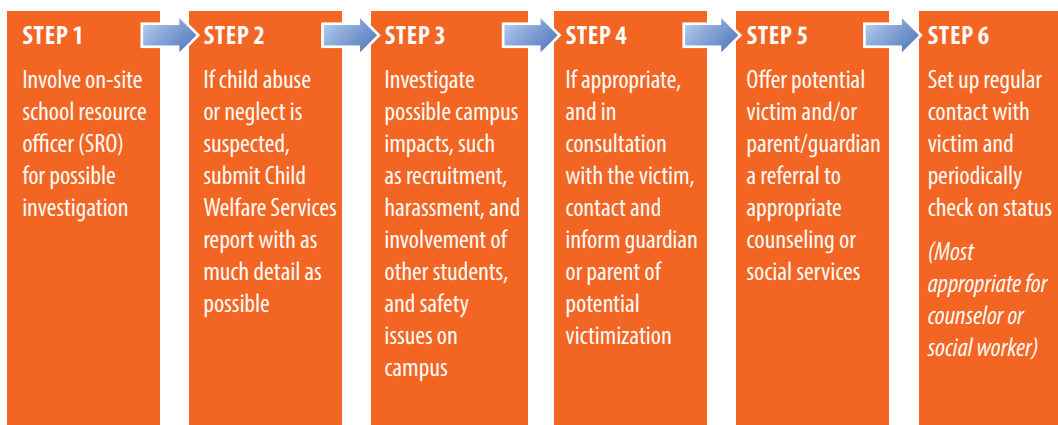 STEP 1
Involve on-site
school resource
officer (SRO)
for possible
investigation
STEP 2
If child abuse
or neglect is
suspected,
submit Child
Welfare Services
report with as
much detail as
possible
STEP 3
Investigate
possible campus
impacts, such
as recruitment,
harassment, and
involvement of
other students,
and safety
issues on
campus
STEP 4
If appropriate,
and in
consultation
with the victim,
contact and
inform guardian
or parent of
potential
victimization
STEP 5
Offer potential
victim and/or
parent/guardian
a referral to
appropriate
counseling or
social services
STEP 6
Set up regular
contact with
victim and
periodically
check on status
(Most
appropriate for
counselor or
social worker)